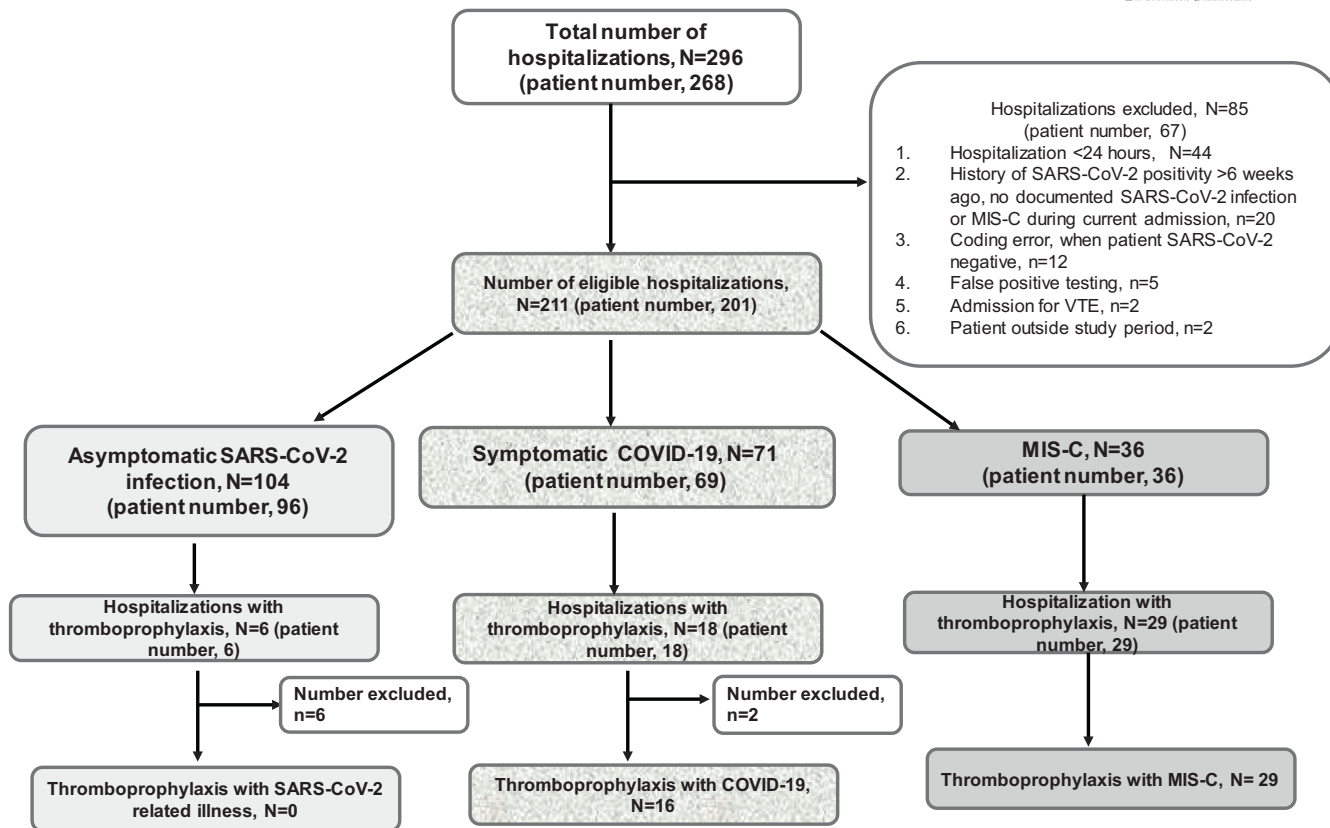 Total number of
hospitalizations, N=296
(patient number, 268)
Hospitalizations excluded, N=85
(patient number, 67)
1. Hospitalization <24 hours, N=44
2. History of SARS-CoV-2 positivity >6 weeks
ago, no documented SARS-CoV-2 infection
or MIS-C during current admission, n=20
3. Coding error, when patient SARS-CoV-2
negative, n=12
4. False positive testing, n=5
5. Admission for VTE, n=2
6. Patient outside study period, n=2
Number of eligible hospitalizations,
N=211 (patient number, 201)
Asymptomatic SARS-CoV-2
infection, N=104
(patient number, 96)
Symptomatic COVID-19, N=71
(patient number, 69)
MIS-C, N=36
(patient number, 36)
Hospitalizations with
thromboprophylaxis, N=6 (patient
number, 6)
Hospitalizations with
thromboprophylaxis, N=18 (patient
number, 18)
Hospitalization with
thromboprophylaxis, N=29 (patient
number, 29)
Number excluded,
n=6
Number excluded,
n=2
Thromboprophylaxis with SARS-CoV-2
related illness, N=0
Thromboprophylaxis with COVID-19,
N=16
Thromboprophylaxis with MIS-C, N= 29